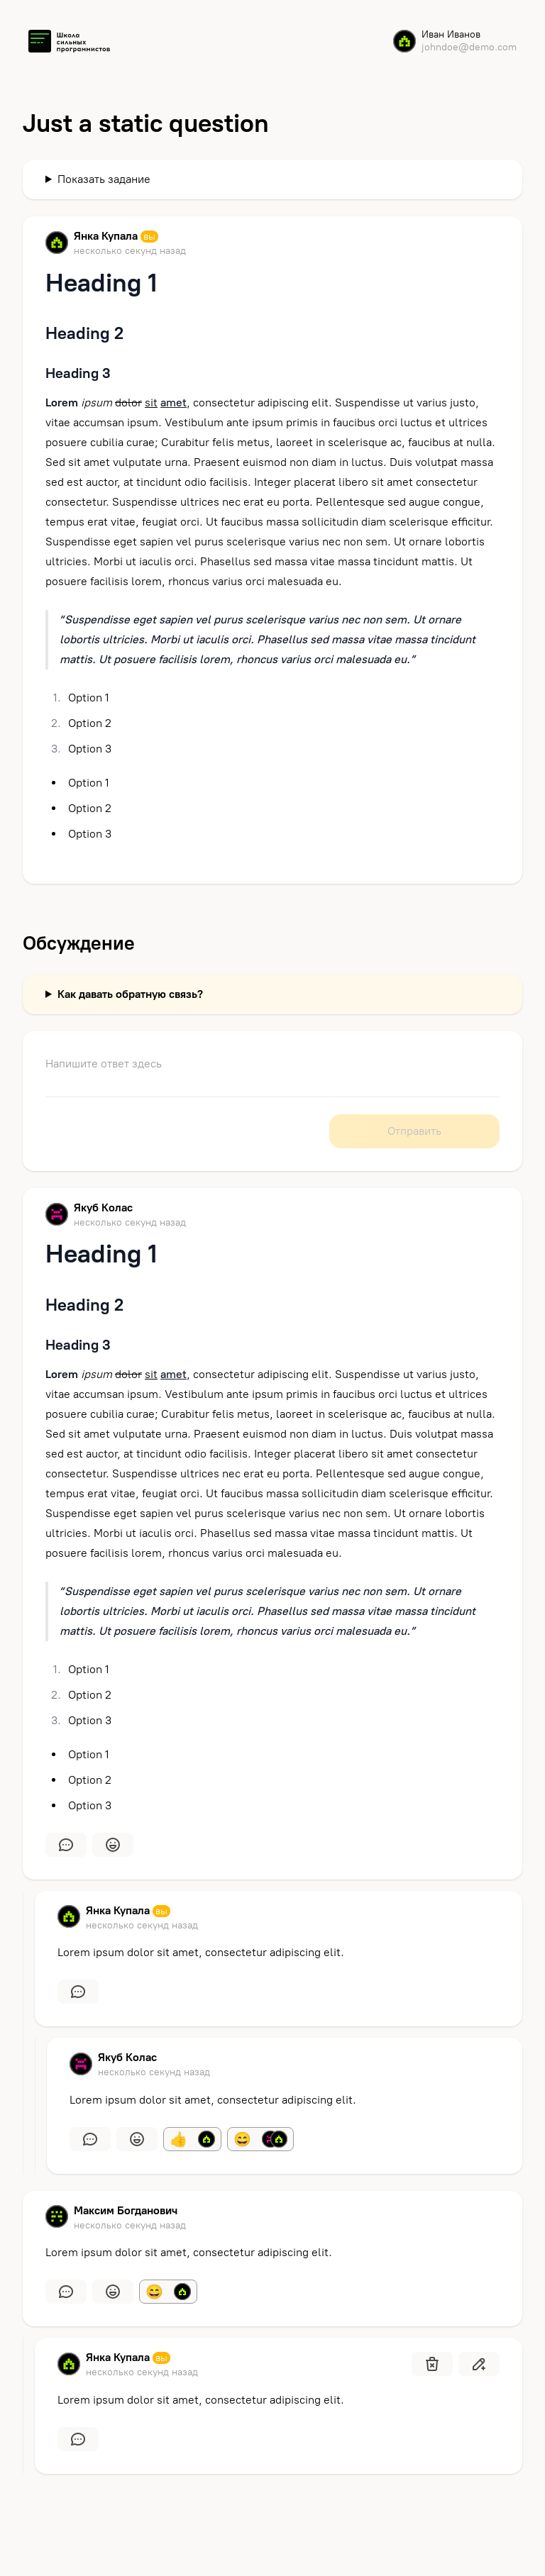 Школа
сильных
программистов
Иван Иванов
johndoe@demo.com
Just a static question
Показать задание
Янка Купала вы
несколько секунд назад
Heading 1
Heading 2
Heading 3
Lorem ipsum dolor sit amet, consectetur adipiscing elit. Suspendisse ut varius justo,
vitae accumsan ipsum. Vestibulum ante ipsum primis in faucibus orci luctus et ultrices
posuere cubilia curae; Curabitur felis metus, laoreet in scelerisque ac, faucibus at nulla.
Sed sit amet vulputate urna. Praesent euismod non diam in luctus. Duis volutpat massa
sed est auctor, at tincidunt odio facilisis. Integer placerat libero sit amet consectetur
consectetur. Suspendisse ultrices nec erat eu porta. Pellentesque sed augue congue,
tempus erat vitae, feugiat orci. Ut faucibus massa sollicitudin diam scelerisque efficitur.
Suspendisse eget sapien vel purus scelerisque varius nec non sem. Ut ornare lobortis
ultricies. Morbi ut iaculis orci. Phasellus sed massa vitae massa tincidunt mattis. Ut
posuere facilisis lorem, rhoncus varius orci malesuada eu.
“Suspendisse eget sapien vel purus scelerisque varius nec non sem. Ut ornare
lobortis ultricies. Morbi ut iaculis orci. Phasellus sed massa vitae massa tincidunt
mattis. Ut posuere facilisis lorem, rhoncus varius orci malesuada eu.”
1. Option 1
2. Option 2
3. Option 3
• Option 1
• Option 2
• Option 3
Обсуждение
Как давать обратную связь?
Напишите ответ здесь
Отправить
Якуб Колас
несколько секунд назад
Heading 1
Heading 2
Heading 3
Lorem ipsum dolor sit amet, consectetur adipiscing elit. Suspendisse ut varius justo,
vitae accumsan ipsum. Vestibulum ante ipsum primis in faucibus orci luctus et ultrices
posuere cubilia curae; Curabitur felis metus, laoreet in scelerisque ac, faucibus at nulla.
Sed sit amet vulputate urna. Praesent euismod non diam in luctus. Duis volutpat massa
sed est auctor, at tincidunt odio facilisis. Integer placerat libero sit amet consectetur
consectetur. Suspendisse ultrices nec erat eu porta. Pellentesque sed augue congue,
tempus erat vitae, feugiat orci. Ut faucibus massa sollicitudin diam scelerisque efficitur.
Suspendisse eget sapien vel purus scelerisque varius nec non sem. Ut ornare lobortis
ultricies. Morbi ut iaculis orci. Phasellus sed massa vitae massa tincidunt mattis. Ut
posuere facilisis lorem, rhoncus varius orci malesuada eu.
“Suspendisse eget sapien vel purus scelerisque varius nec non sem. Ut ornare
lobortis ultricies. Morbi ut iaculis orci. Phasellus sed massa vitae massa tincidunt
mattis. Ut posuere facilisis lorem, rhoncus varius orci malesuada eu.”
1. Option 1
2. Option 2
3. Option 3
• Option 1
• Option 2
• Option 3
Янка Купала вы
несколько секунд назад
Lorem ipsum dolor sit amet, consectetur adipiscing elit.
Якуб Колас
несколько секунд назад
Lorem ipsum dolor sit amet, consectetur adipiscing elit.
Максим Богданович
несколько секунд назад
Lorem ipsum dolor sit amet, consectetur adipiscing elit.
Янка Купала вы
несколько секунд назад
Lorem ipsum dolor sit amet, consectetur adipiscing elit.